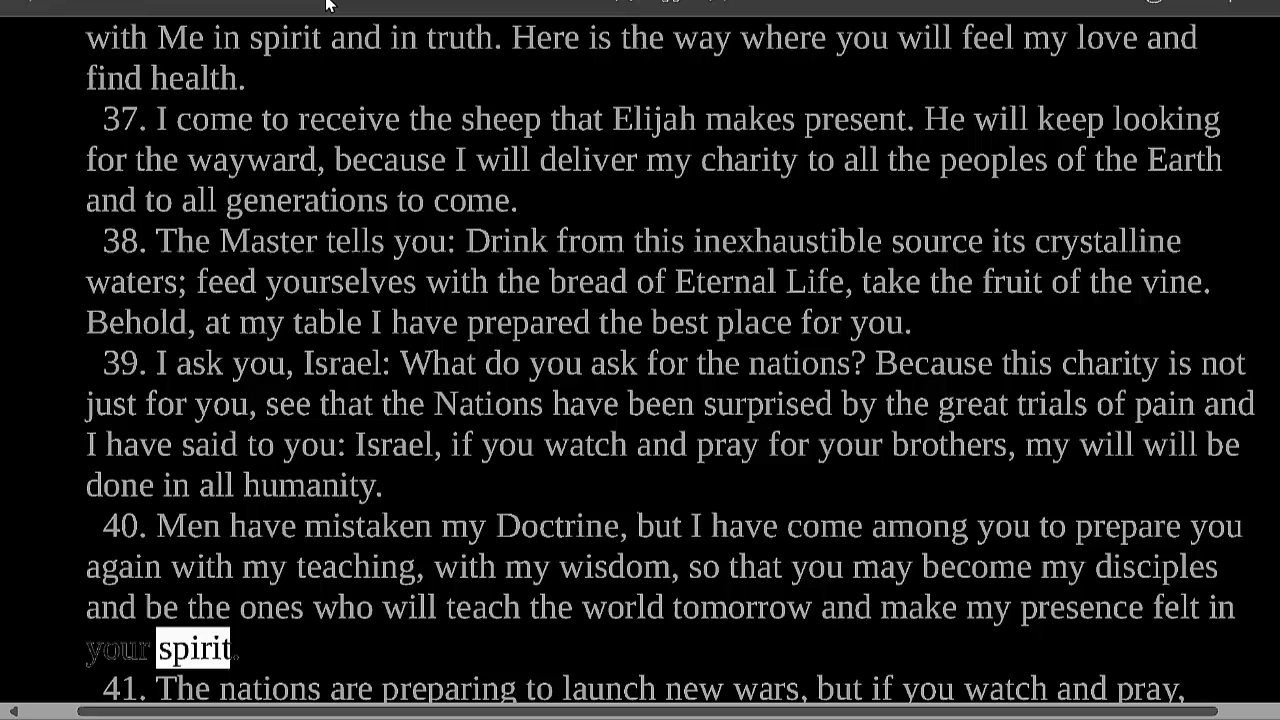 with Me in spirit and in truth. Here is the way where you will feel my love and
find health.
37. I come to receive the sheep that Elijah makes present. He will keep looking
for the wayward, because I will deliver my charity to all the peoples of the Earth
and to all generations to come.
38. The Master tells you: Drink from this inexhaustible source its crystalline
waters; feed yourselves with the bread of Eternal Life, take the fruit of the vine.
Behold, at my table I have prepared the best place for you.
39. I ask you, Israel: What do you ask for the nations? Because this charity is not
just for you, see that the Nations have been surprised by the great trials of pain and
I have said to you: Israel, if you watch and pray for your brothers, my will will be
done in all humanity.
40. Men have mistaken my Doctrine, but I have come among you to prepare you
again with my teaching, with my wisdom, so that you may become my disciples
and be the ones who will teach the world tomorrow and make my presence felt in
your spirit.
41. The nations are preparing to launch new wars, but if you watch and pray,